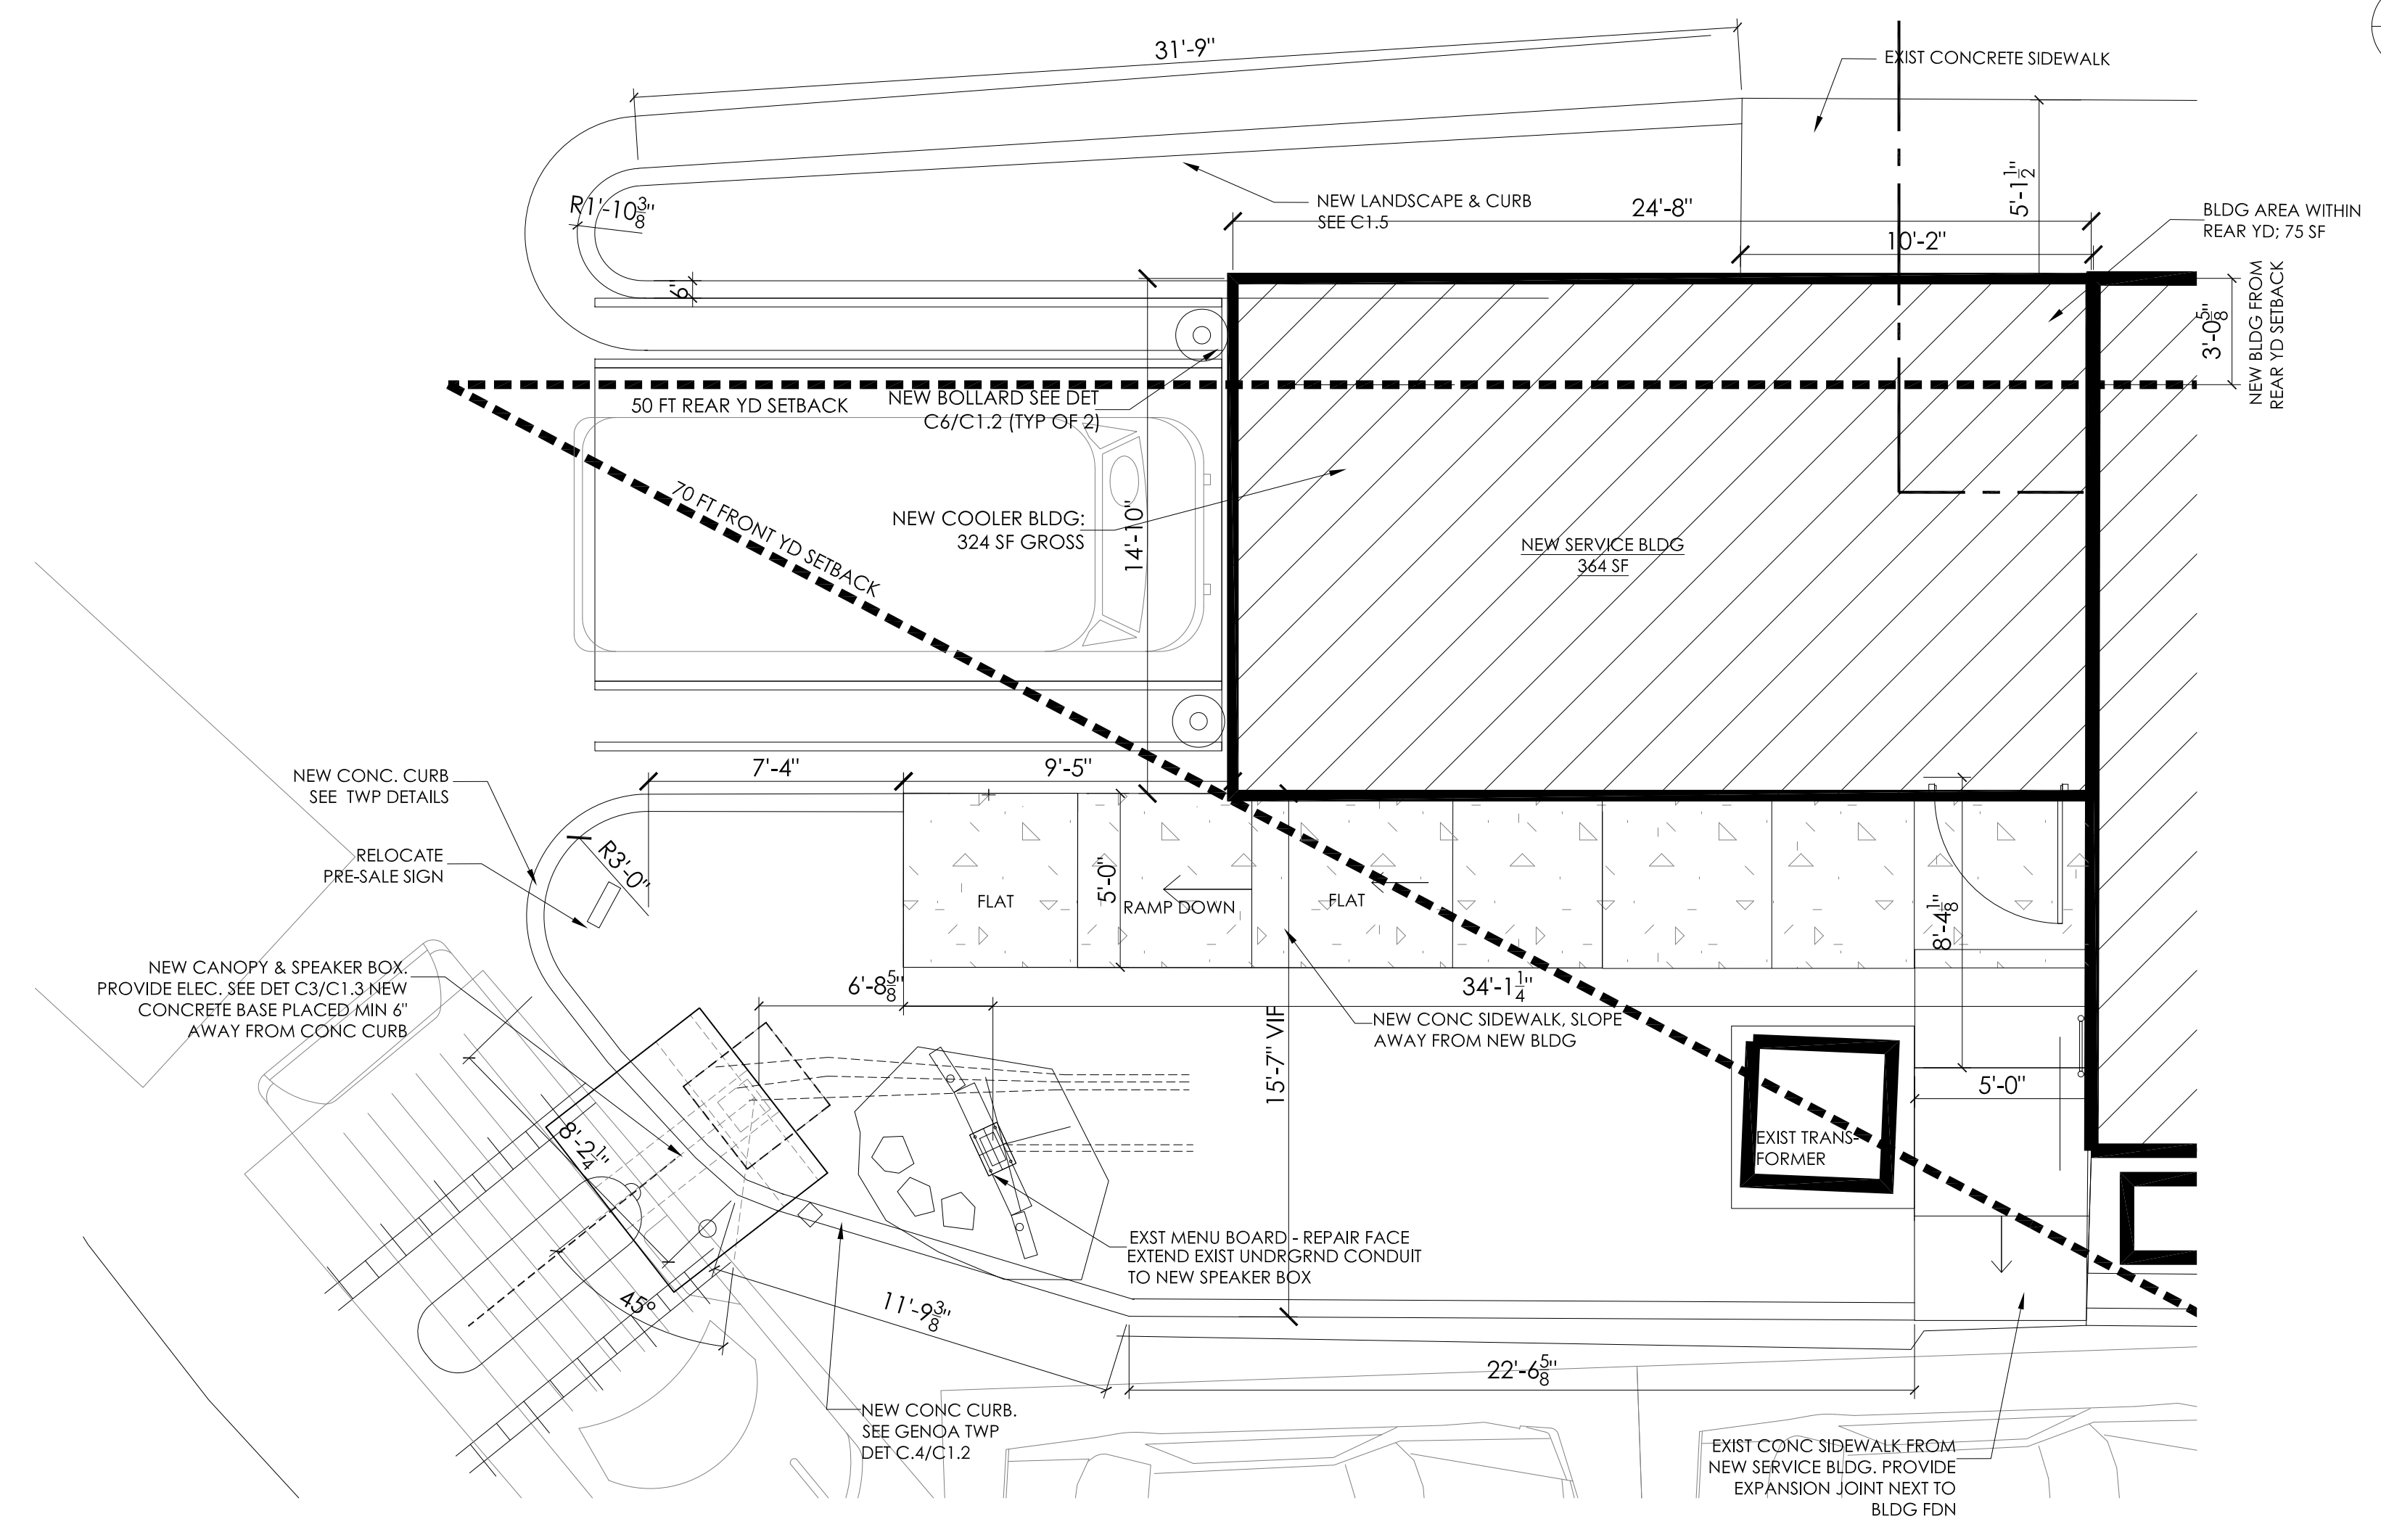 31'-9"
EXIST CONCRETE SIDEWALK
5'-1 1/2"
R1'-10 3/8"
NEW LANDSCAPE & CURB
SEE C1.5
24'-8"
10'-2"
BLDG AREA WITHIN
REAR YD; 75 SF
6"
3'-0 5/8"
NEW BLDG FROM
REAR YD SETBACK
50 FT REAR YD SETBACK
NEW BOLLARD SEE DET
C6/C1.2 (TYP OF 2)
70 FT FRONT YD SETBACK
NEW COOLER BLDG:
324 SF GROSS
14'-10"
NEW SERVICE BLDG
364 SF
NEW CONC. CURB
SEE TWP DETAILS
7'-4"
9'-5"
RELOCATE
PRE-SALE SIGN
R3'-0"
FLAT
5'-0"
RAMP DOWN
FLAT
8'-4 1/8"
NEW CANOPY & SPEAKER BOX.
PROVIDE ELEC. SEE DET C3/C1.3 NEW
CONCRETE BASE PLACED MIN 6"
AWAY FROM CONC CURB
6'-8 5/8"
34'-1 1/4"
15'-7" VIF
NEW CONC SIDEWALK, SLOPE
AWAY FROM NEW BLDG
5'-0"
8'-2 1/4"
EXIST TRANS-
FORMER
EXST MENU BOARD - REPAIR FACE
EXTEND EXIST UNDRGRND CONDUIT
TO NEW SPEAKER BOX
45°
11'-9 3/8"
22'-6 5/8"
NEW CONC CURB.
SEE GENOA TWP
DET C.4/C1.2
EXIST CONC SIDEWALK FROM
NEW SERVICE BLDG. PROVIDE
EXPANSION JOINT NEXT TO
BLDG FDN